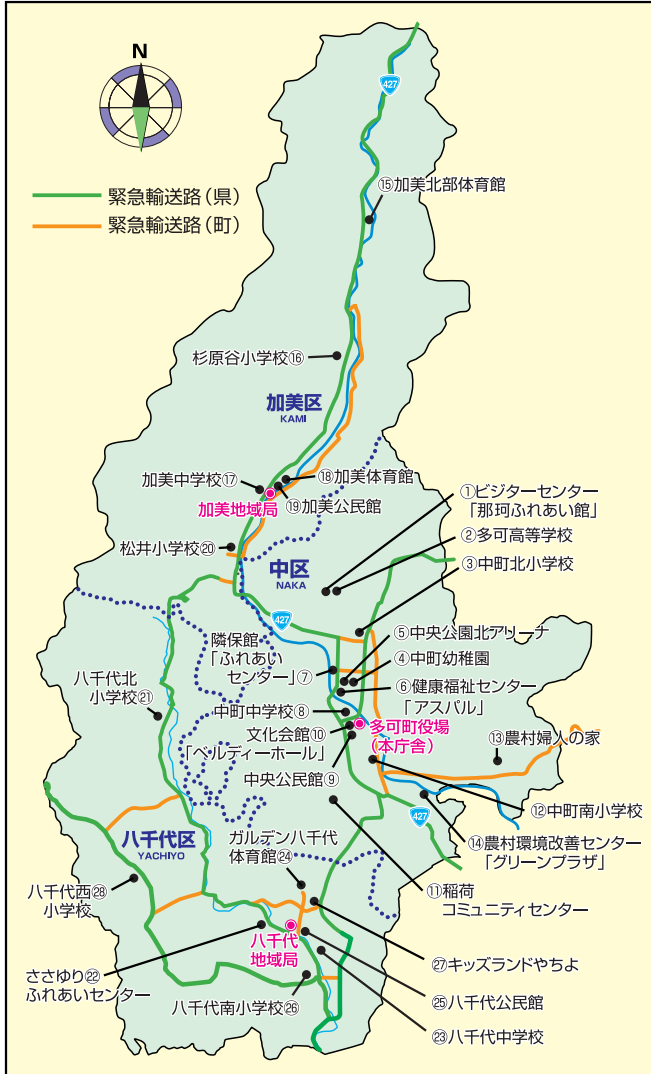 N
427
緊急輸送路（県）
緊急輸送路（町）
⑮加美北部体育館
杉原谷小学校⑯
加美区
KAMI
加美中学校⑰
⑱加美体育館
⑲加美公民館
加美地域局
①ビジターセンター
「那珂ふれあい館」
②多可高等学校
③中町北小学校
松井小学校⑳
中区
NAKA
427
⑤中央公園北アリーナ
④中町幼稚園
⑥健康福祉センター
「アスパル」
隣保館
「ふれあい
センター」⑦
八千代北
小学校㉑
中町中学校⑧
文化会館⑩
「ベルディーホール」
中央公民館⑨
多可町役場
（本庁舎）
⑬農村婦人の家
⑫中町南小学校
427
⑭農村環境改善センター
「グリーンプラザ」
八千代区
YACHIYO
ガルデン八千代
体育館㉔
⑪稲荷
コミュニティセンター
八千代西㉘
小学校
八千代
地域局
㉗キッズランドやちよ
ささゆり㉒
ふれあいセンター
㉕八千代公民館
八千代南小学校㉖
㉓八千代中学校